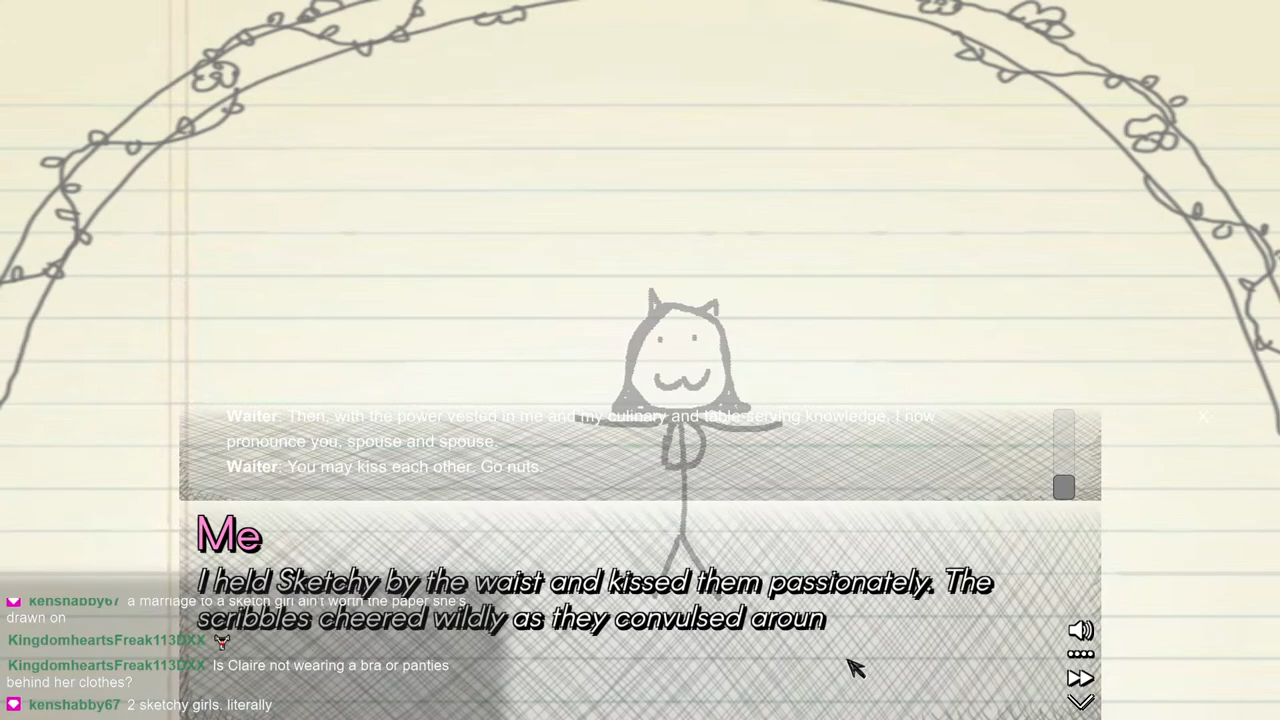 Waiter: Then, with the power vested in me and my culinary and table-serving knowledge, I now
pronounce you, spouse and spouse.
Waiter: You may kiss each other. Go nuts.
Me
I held Sketchy by the waist and kissed them passionately. The
scribbles cheered wildly as they convulsed aroun
kenshabby67 a marriage to a sketch girl ain't worth the paper she's
drawn on
KingdomheartsFreak113DXX
KingdomheartsFreak113DXX Is Claire not wearing a bra or panties
behind her clothes?
kenshabby67 2 sketchy girls. literally